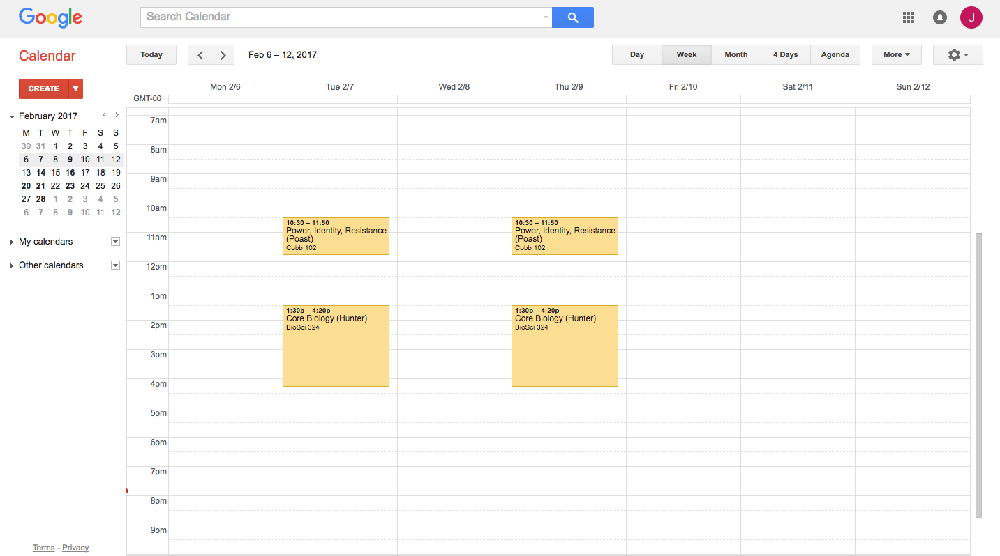 Google
Search Calendar
J
Calendar
Today
Feb 6 – 12, 2017
Day Week Month 4 Days Agenda
More
CREATE
February 2017
M T W T F S S
30 31 1 2 3 4 5
6 7 8 9 10 11 12
13 14 15 16 17 18 19
20 21 22 23 24 25 26
27 28 1 2 3 4 5
6 7 8 9 10 11 12
My calendars
Other calendars
Terms - Privacy
Mon 2/6 Tue 2/7 Wed 2/8 Thu 2/9 Fri 2/10 Sat 2/11 Sun 2/12
GMT-06
7am
8am
9am
10am
11am
12pm
1pm
2pm
3pm
4pm
5pm
6pm
7pm
8pm
9pm
10:30 – 11:50
Power, Identity, Resistance
(Poast)
Cobb 102
1:30p – 4:20p
Core Biology (Hunter)
BioSci 324
10:30 – 11:50
Power, Identity, Resistance
(Poast)
Cobb 102
1:30p – 4:20p
Core Biology (Hunter)
BioSci 324